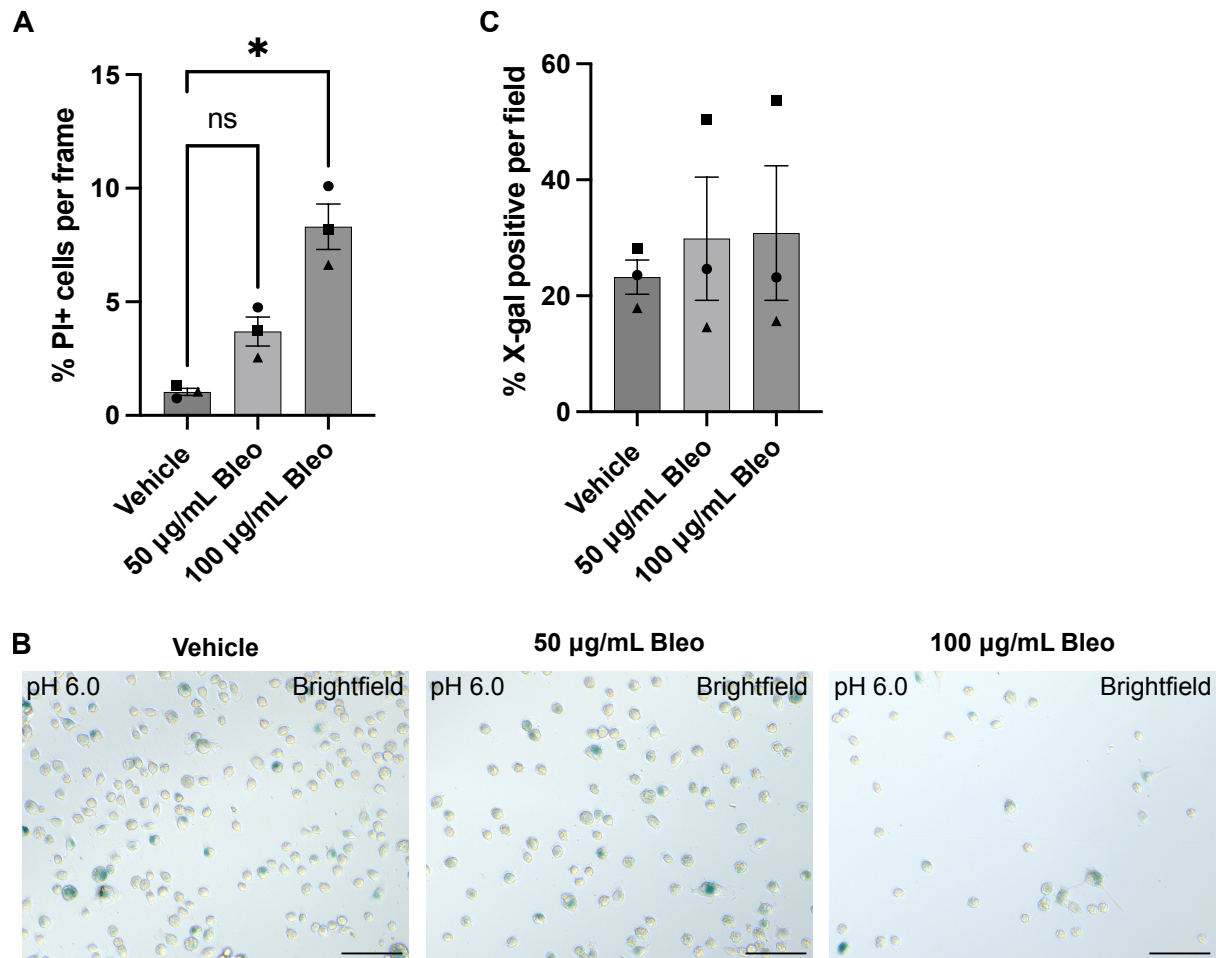 A
% PI+ cells per frame
15
10
5
0
*
ns
Vehicle
50 µg/mL Bleo
100 µg/mL Bleo
C
% X-gal positive per field
60
40
20
0
Vehicle
50 µg/mL Bleo
100 µg/mL Bleo
B
Vehicle
50 µg/mL Bleo
100 µg/mL Bleo
pH 6.0 Brightfield
pH 6.0 Brightfield
pH 6.0 Brightfield